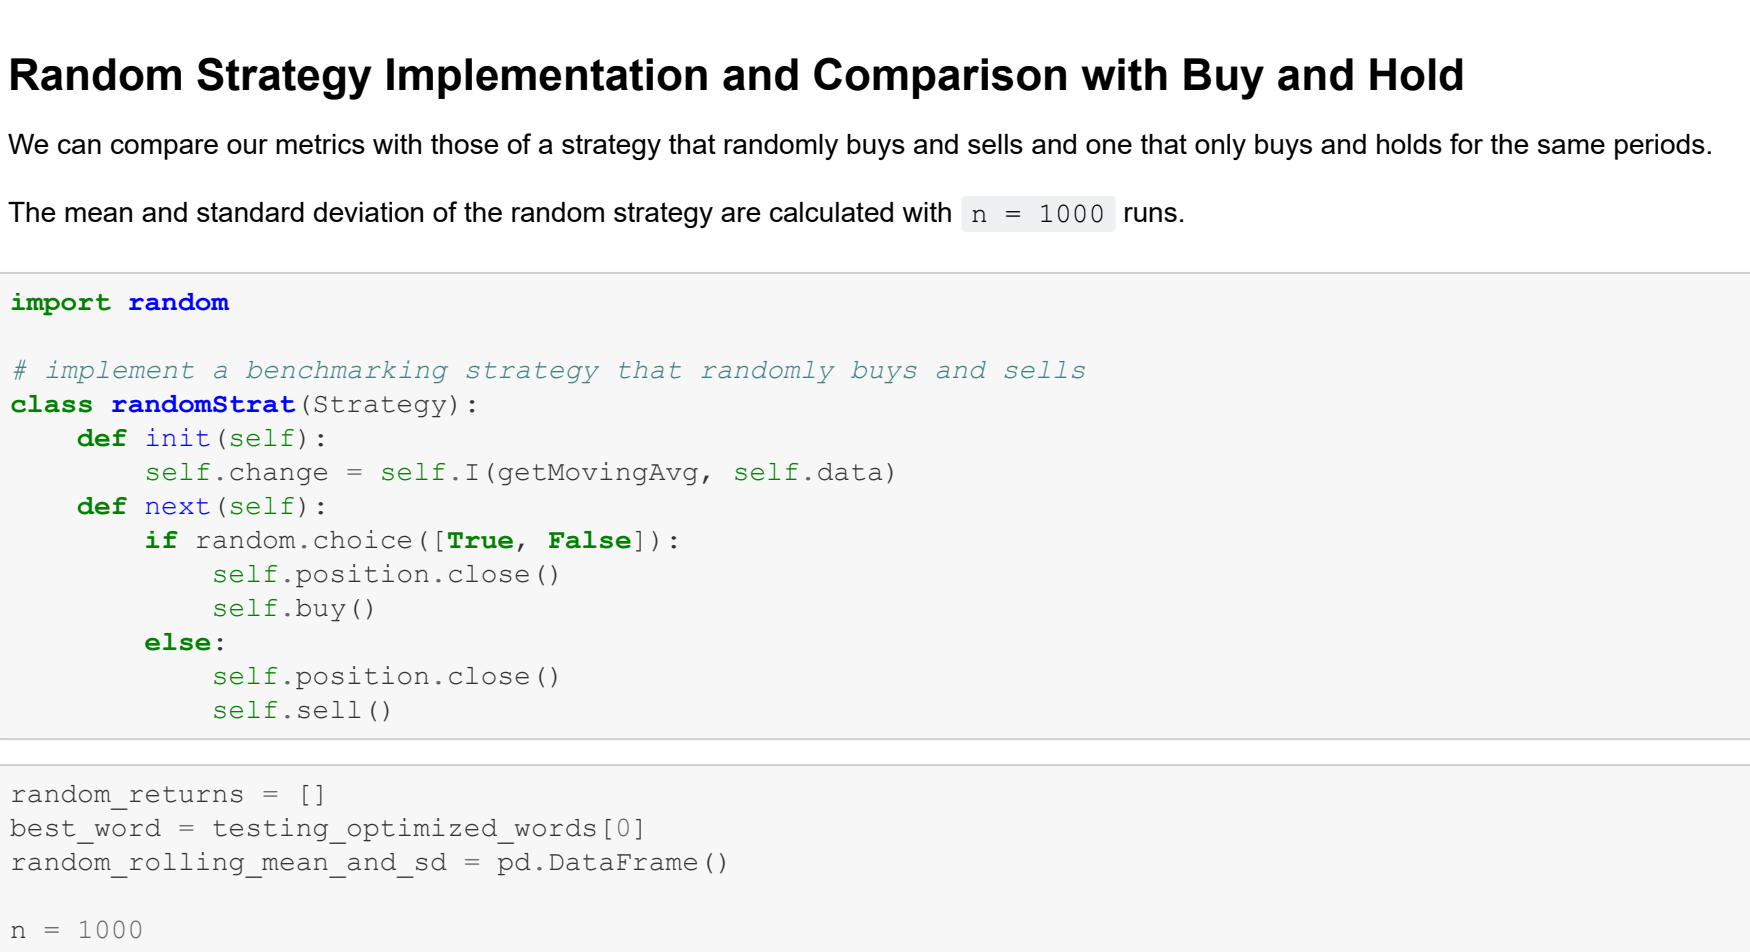 Random Strategy Implementation and Comparison with Buy and Hold
We can compare our metrics with those of a strategy that randomly buys and sells and one that only buys and holds for the same periods.
The mean and standard deviation of the random strategy are calculated with n = 1000 runs.
import random
# implement a benchmarking strategy that randomly buys and sells
class randomStrat(Strategy):
    def init(self):
        self.change = self.I(getMovingAvg, self.data)
    def next(self):
        if random.choice([True, False]):
            self.position.close()
            self.buy()
        else:
            self.position.close()
            self.sell()
random_returns = []
best_word = testing_optimized_words[0]
random_rolling_mean_and_sd = pd.DataFrame()
n = 1000